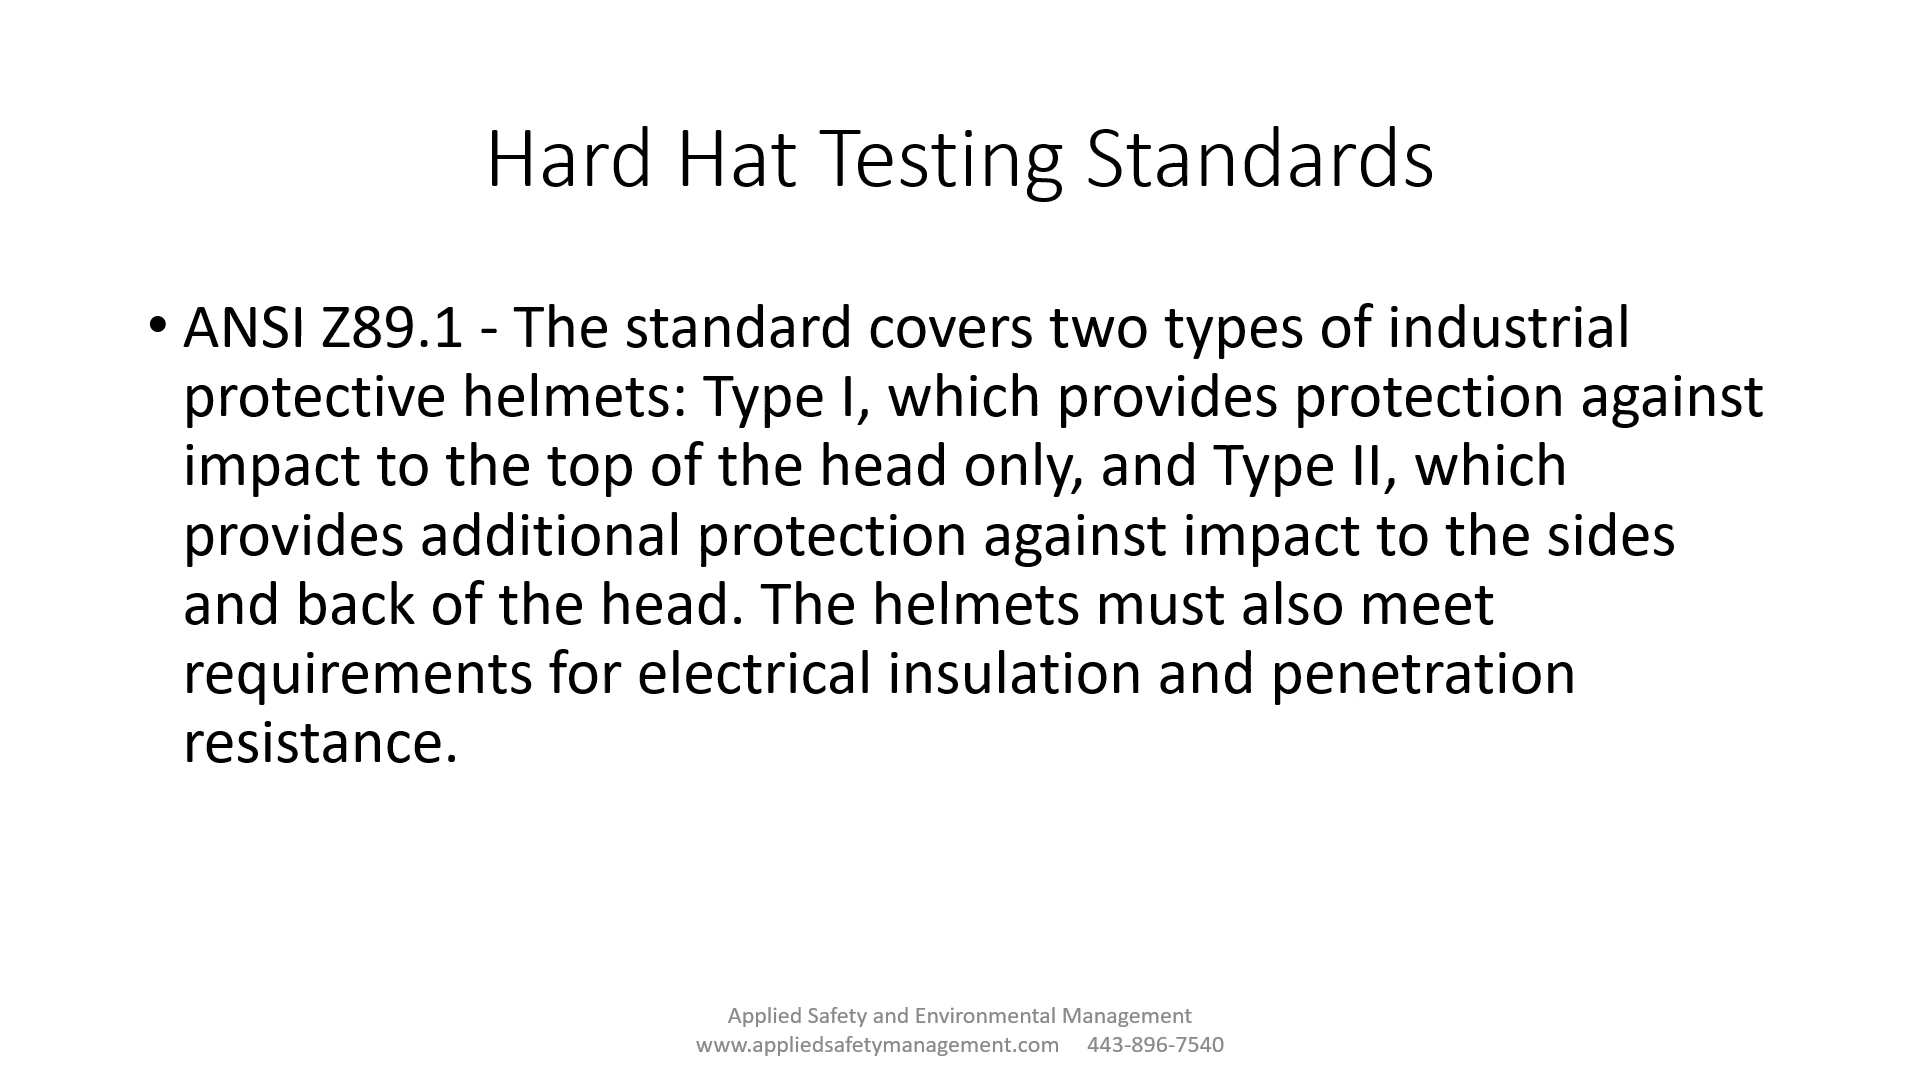 Hard Hat Testing Standards
• ANSI Z89.1 - The standard covers two types of industrial
protective helmets: Type I, which provides protection against
impact to the top of the head only, and Type II, which
provides additional protection against impact to the sides
and back of the head. The helmets must also meet
requirements for electrical insulation and penetration
resistance.
Applied Safety and Environmental Management
www.appliedsafetymanagement.com 443-896-7540